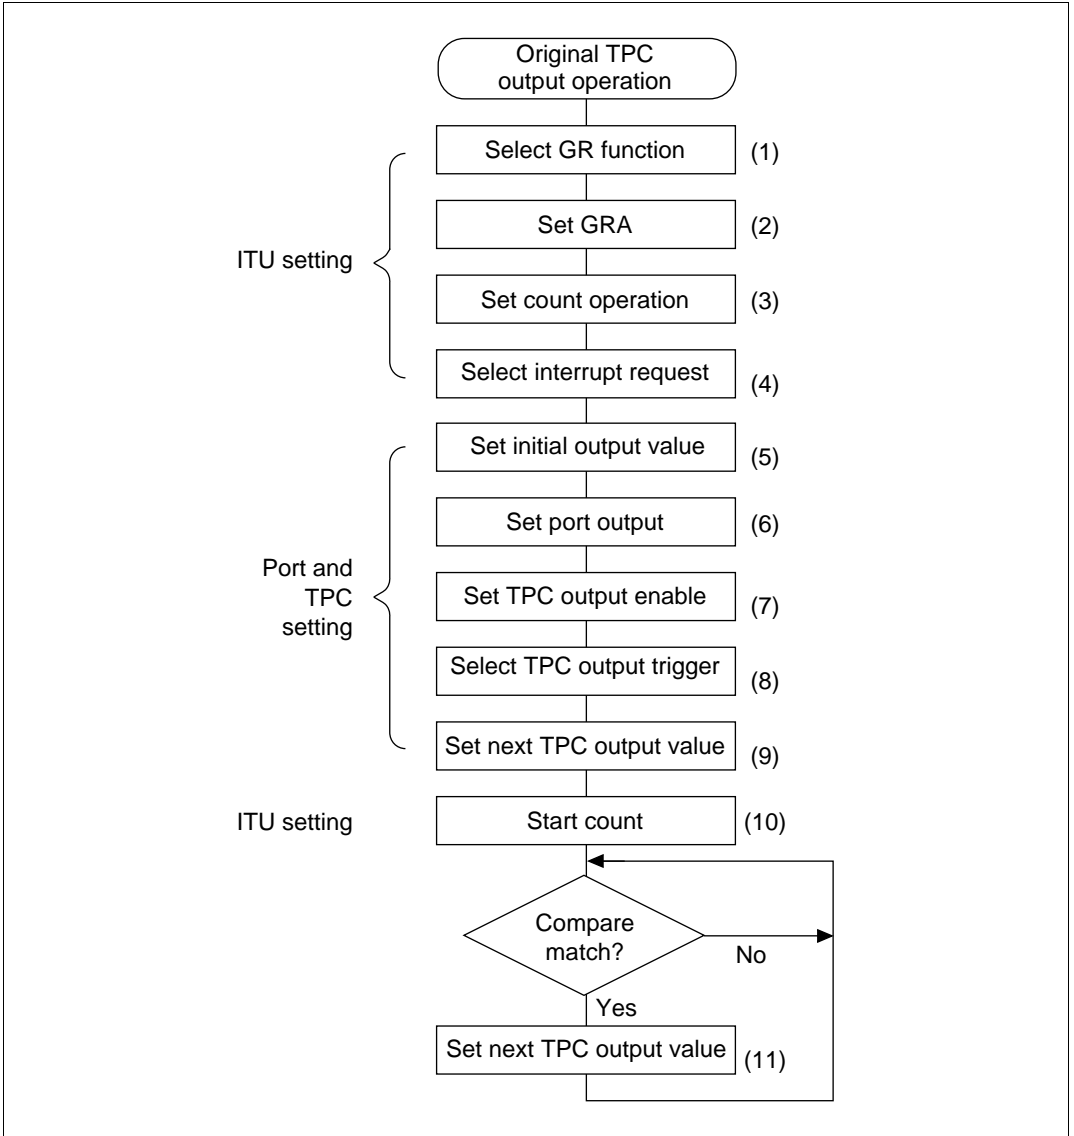 Original TPC
output operation
Select GR function
(1)
Set GRA
(2)
ITU setting
Set count operation
(3)
Select interrupt request
(4)
Set initial output value
(5)
Set port output
(6)
Port and
TPC
setting
Set TPC output enable
(7)
Select TPC output trigger
(8)
Set next TPC output value
(9)
ITU setting
Start count
(10)
Compare
match?
No
Yes
Set next TPC output value
(11)